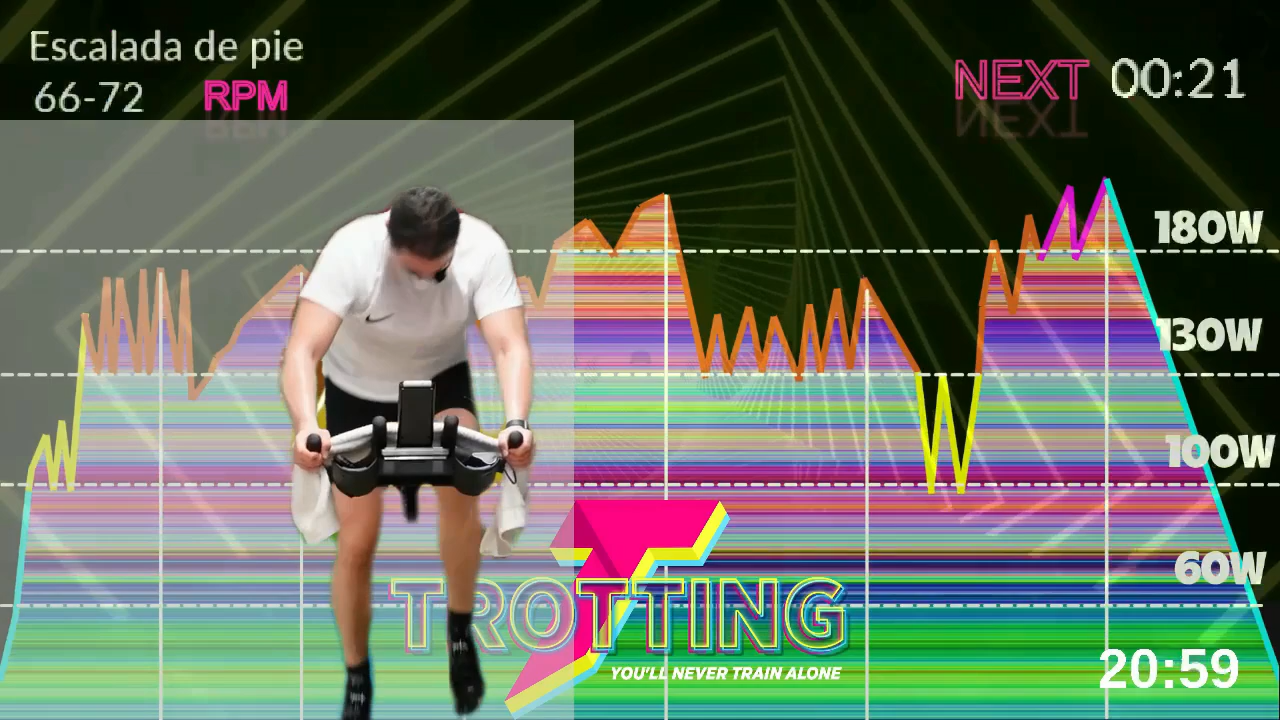 Escalada de pie
66-72 RPM
NEXT 00:21
180W
130W
100W
60W
TROTTING
YOU'LL NEVER TRAIN ALONE
20:59